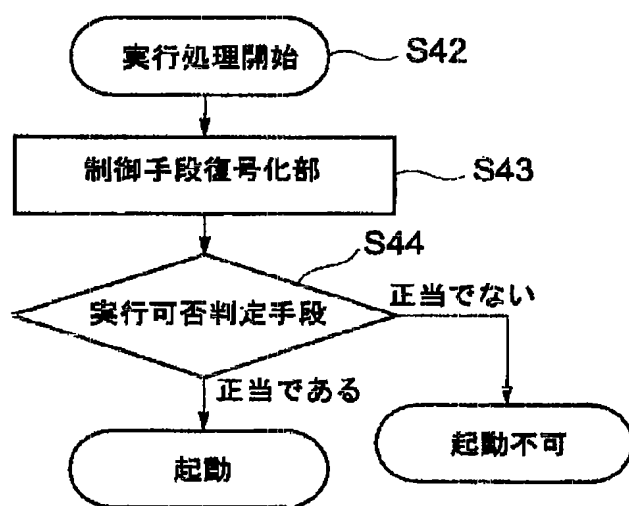 実行処理開始
S42
制御手段復号化部
S43
S44
実行可否判定手段
正当でない
正当である
起動
起動不可